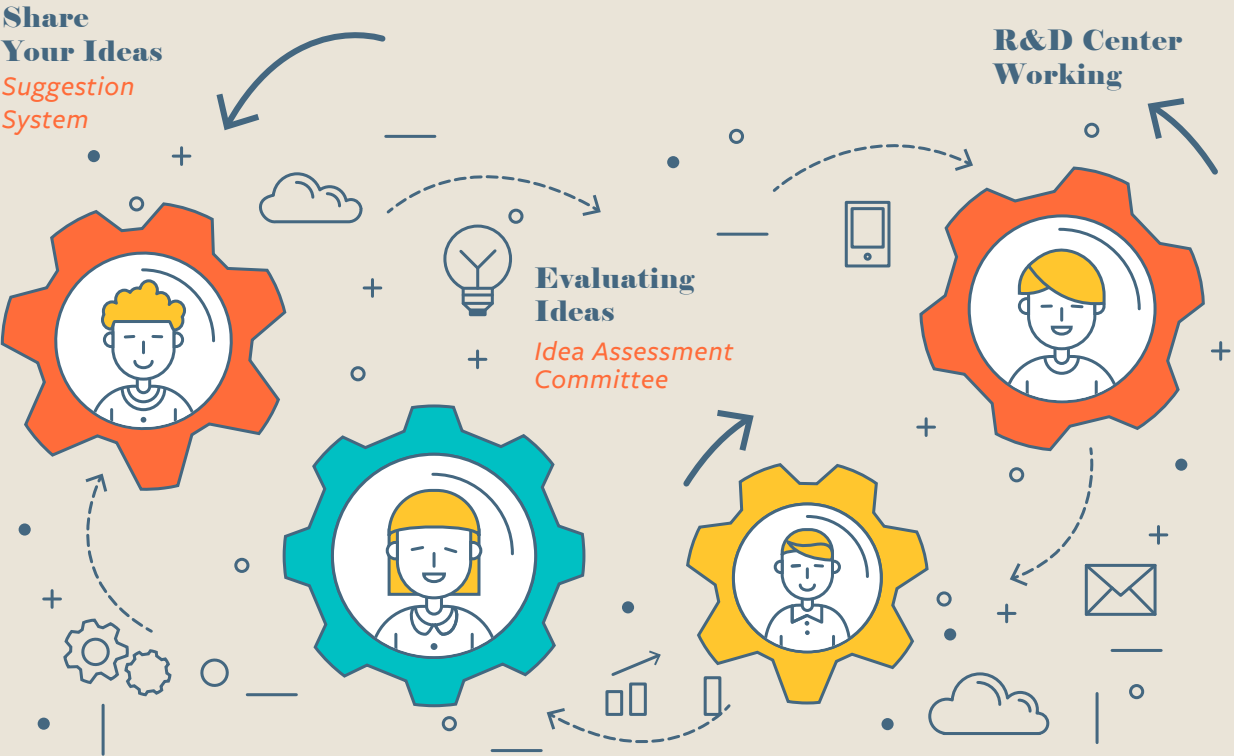 Share
Your Ideas
Suggestion
System
R&D Center
Working
Evaluating
Ideas
Idea Assessment
Committee